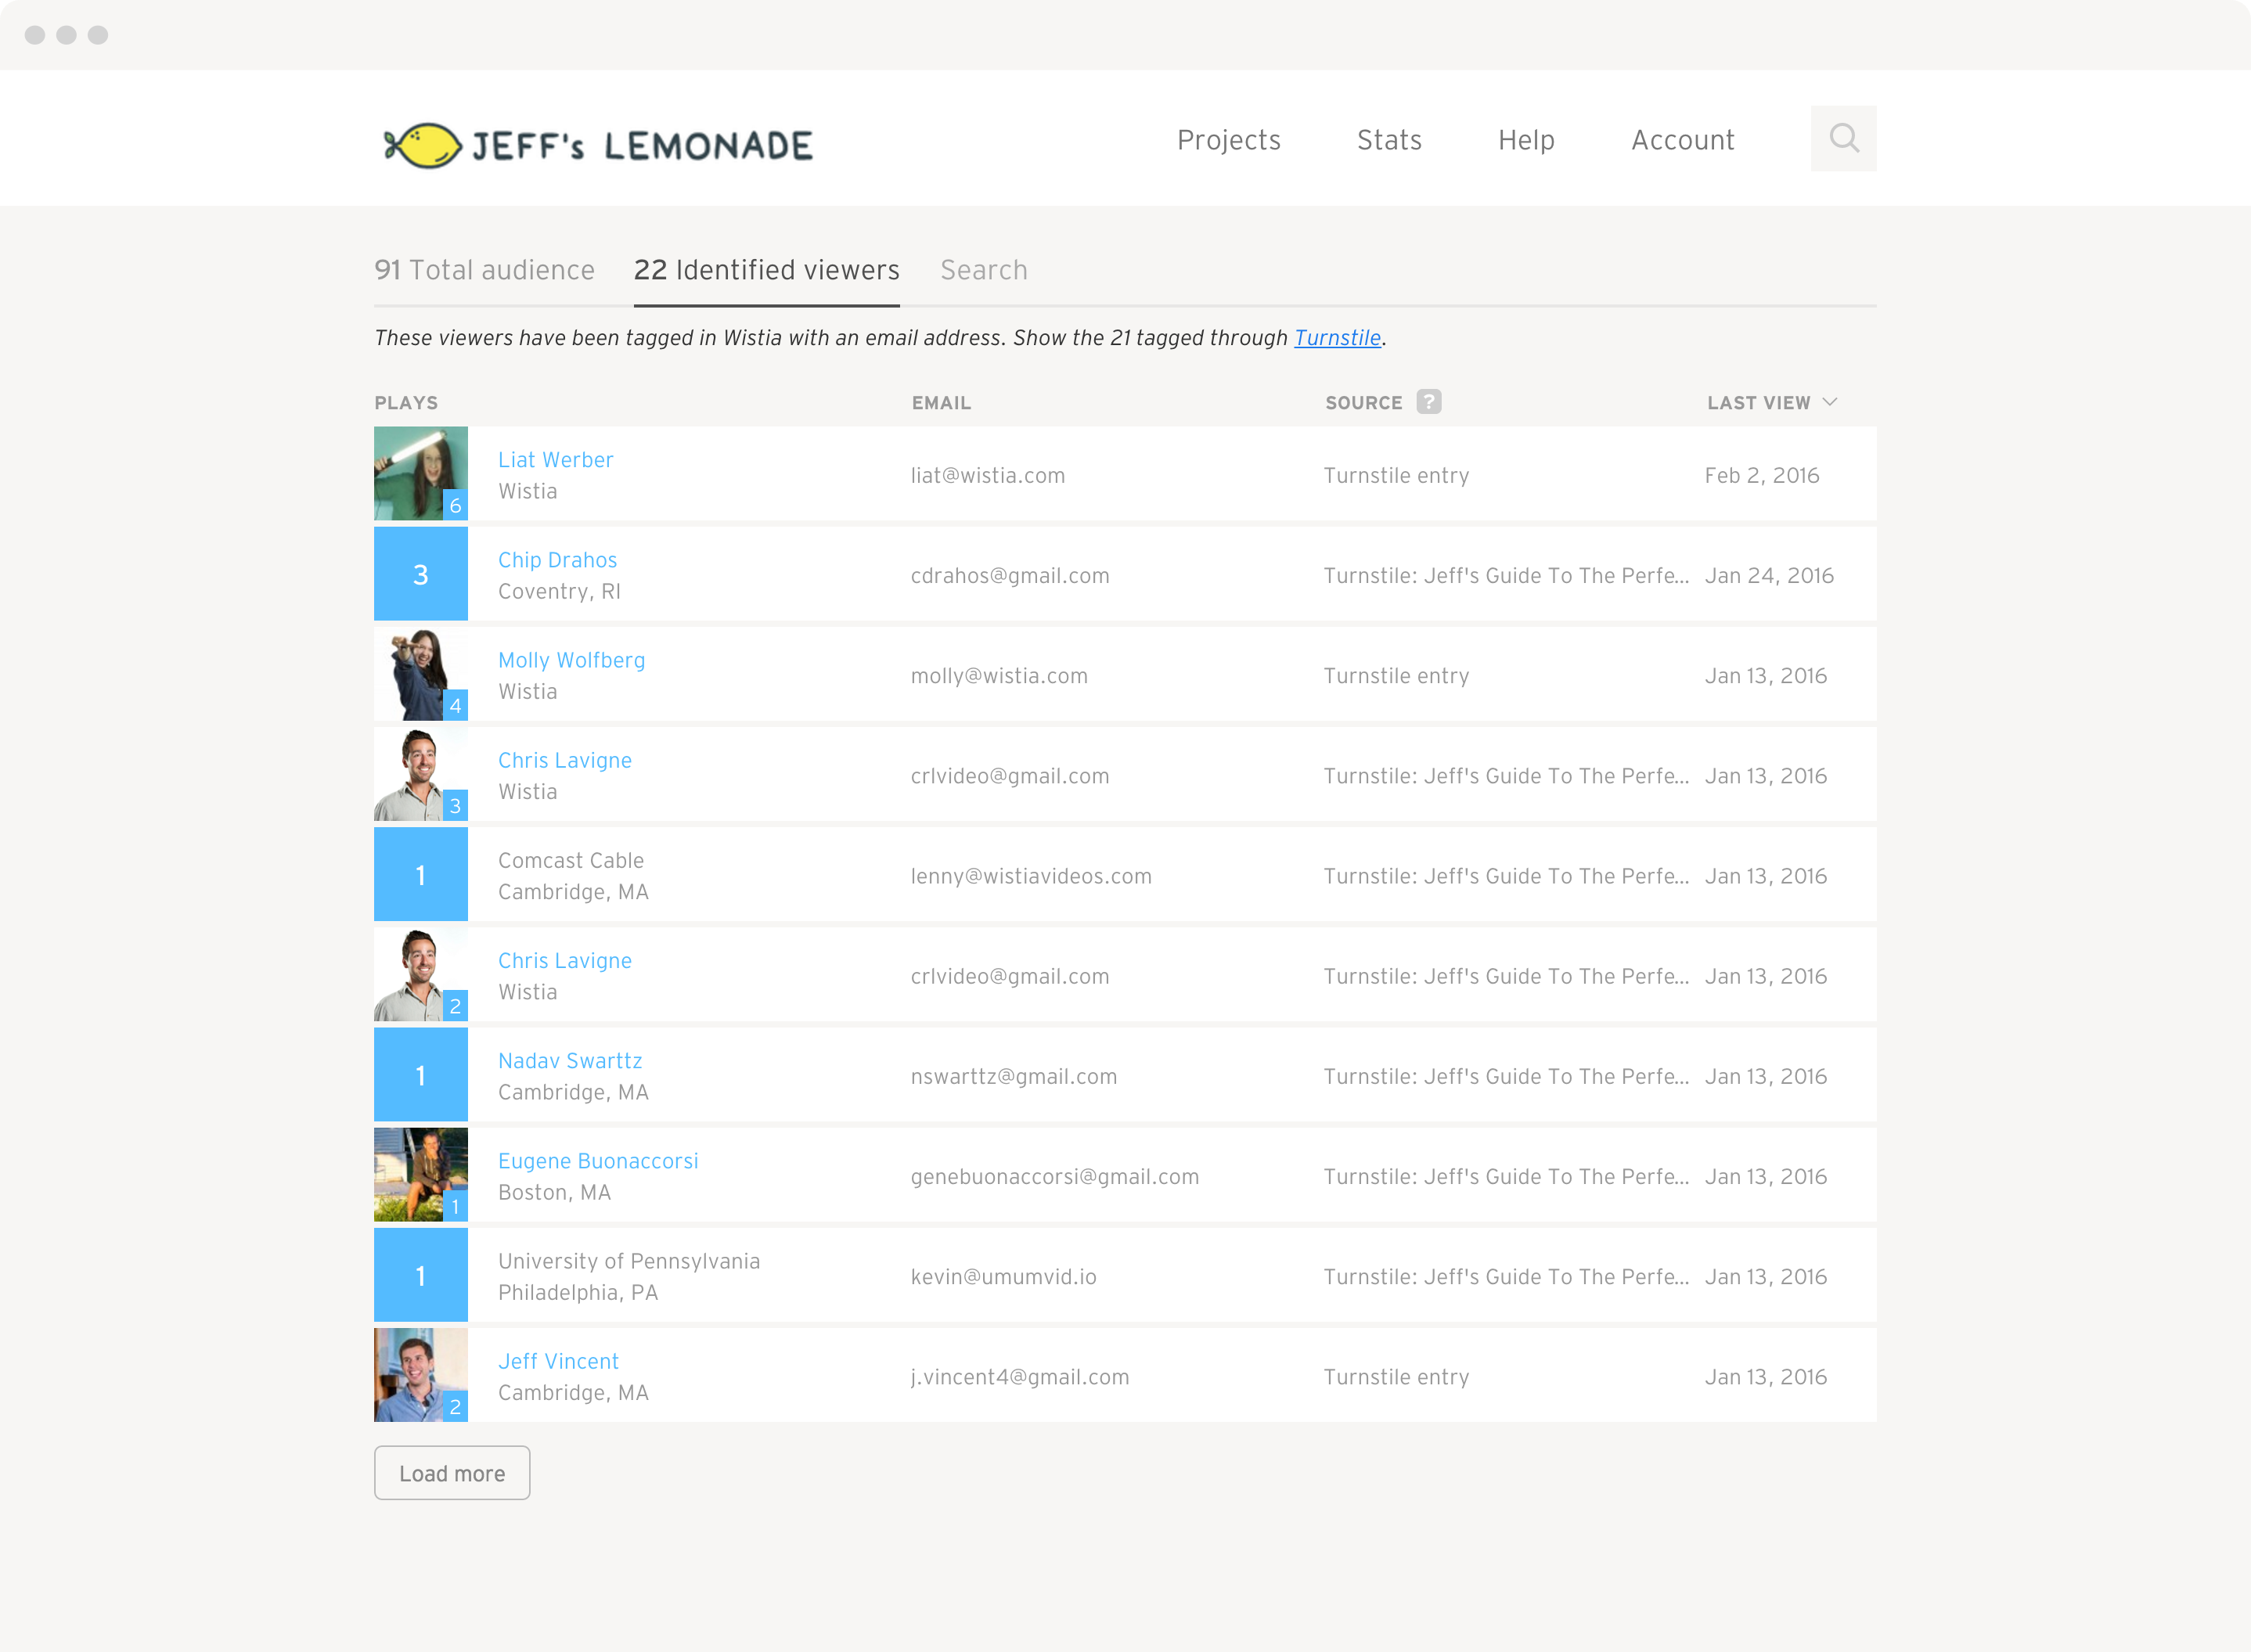 JEFF's LEMONADE
Projects Stats Help Account
91 Total audience 22 Identified viewers Search
These viewers have been tagged in Wistia with an email address. Show the 21 tagged through Turnstile.
PLAYS EMAIL SOURCE ? LAST VIEW
6 Liat Werber
Wistia
liat@wistia.com Turnstile entry Feb 2, 2016
3 Chip Drahos
Coventry, RI
cdrahos@gmail.com Turnstile: Jeff's Guide To The Perfe... Jan 24, 2016
4 Molly Wolfberg
Wistia
molly@wistia.com Turnstile entry Jan 13, 2016
3 Chris Lavigne
Wistia
crlvideo@gmail.com Turnstile: Jeff's Guide To The Perfe... Jan 13, 2016
1 Comcast Cable
Cambridge, MA
lenny@wistiavideos.com Turnstile: Jeff's Guide To The Perfe... Jan 13, 2016
2 Chris Lavigne
Wistia
crlvideo@gmail.com Turnstile: Jeff's Guide To The Perfe... Jan 13, 2016
1 Nadav Swarttz
Cambridge, MA
nswarttz@gmail.com Turnstile: Jeff's Guide To The Perfe... Jan 13, 2016
1 Eugene Buonaccorsi
Boston, MA
genebuonaccorsi@gmail.com Turnstile: Jeff's Guide To The Perfe... Jan 13, 2016
1 University of Pennsylvania
Philadelphia, PA
kevin@umumvid.io Turnstile: Jeff's Guide To The Perfe... Jan 13, 2016
2 Jeff Vincent
Cambridge, MA
j.vincent4@gmail.com Turnstile entry Jan 13, 2016
Load more